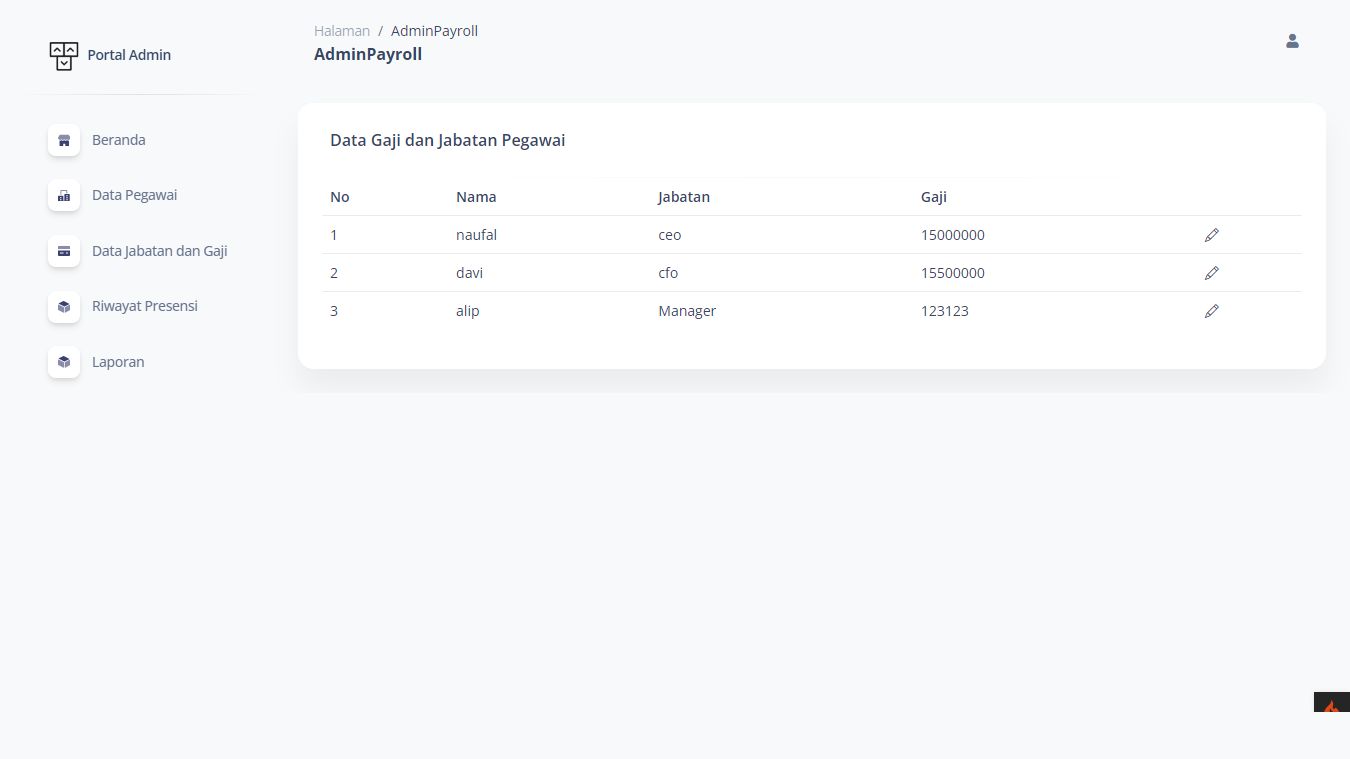 Portal Admin
Beranda
Data Pegawai
Data Jabatan dan Gaji
Riwayat Presensi
Laporan
Halaman / AdminPayroll
AdminPayroll
Data Gaji dan Jabatan Pegawai
No Nama Jabatan Gaji
1 naufal ceo 15000000
2 davi cfo 15500000
3 alip Manager 123123